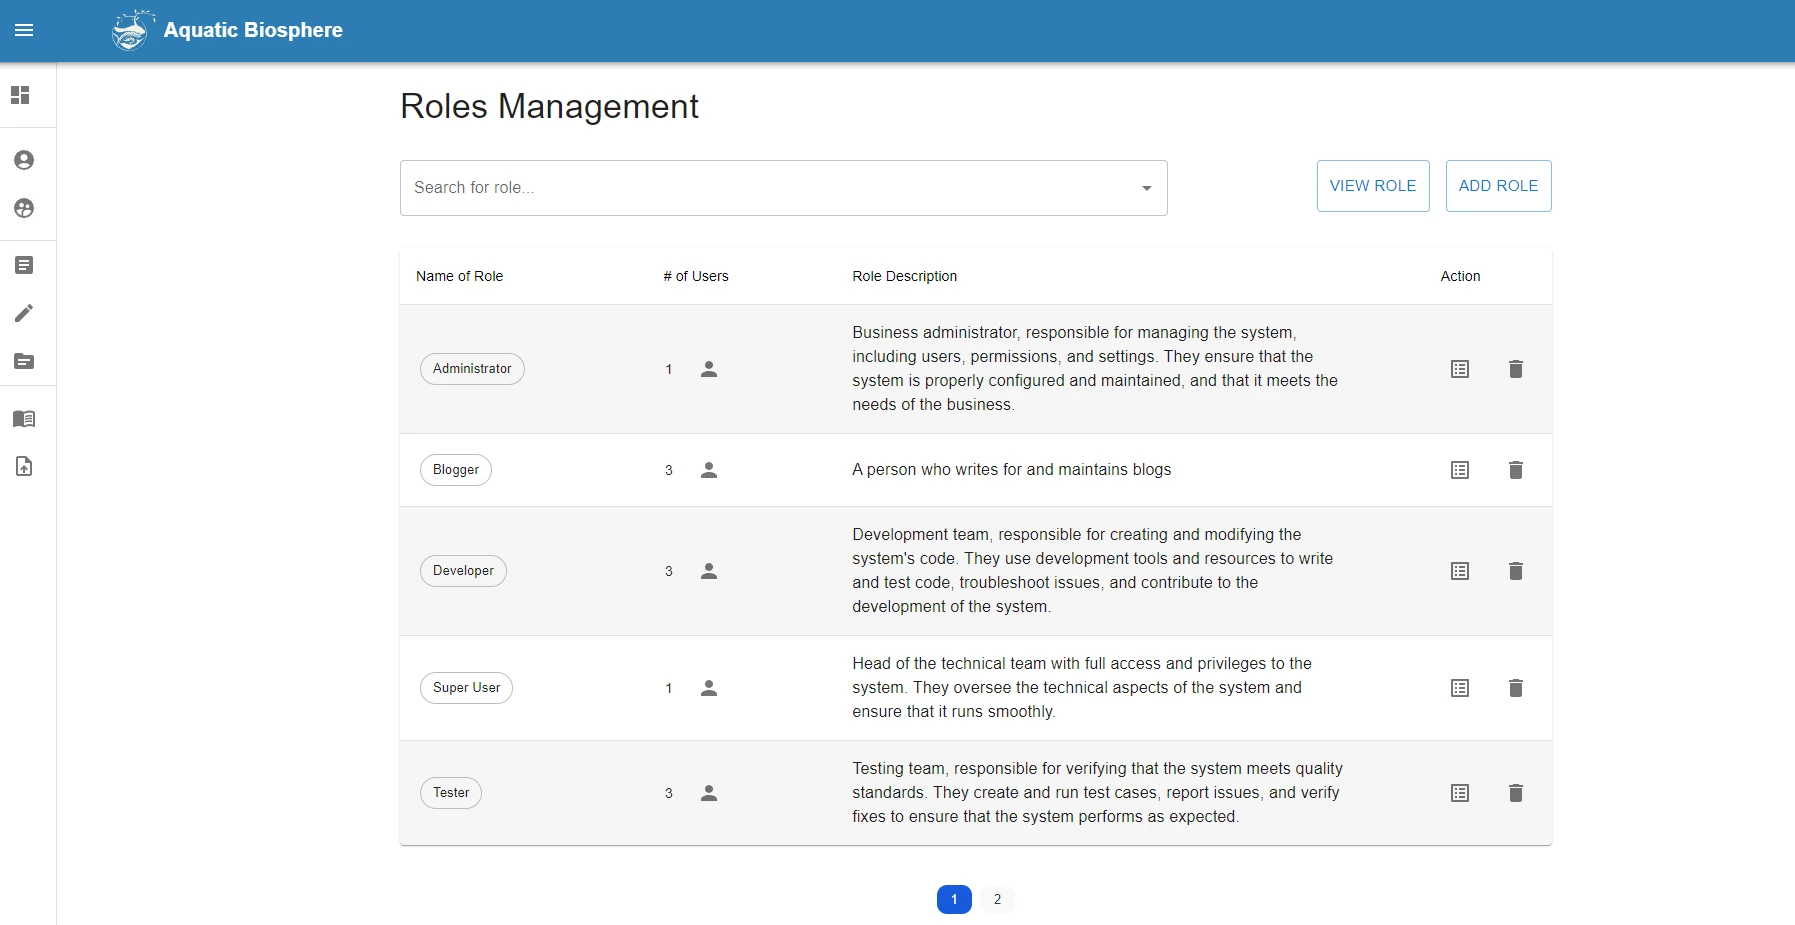 Aquatic Biosphere
Roles Management
Search for role...
VIEW ROLE
ADD ROLE
Name of Role
# of Users
Role Description
Action
Administrator
1
Business administrator, responsible for managing the system,
including users, permissions, and settings. They ensure that the
system is properly configured and maintained, and that it meets the
needs of the business.
Blogger
3
A person who writes for and maintains blogs
Developer
3
Development team, responsible for creating and modifying the
system's code. They use development tools and resources to write
and test code, troubleshoot issues, and contribute to the
development of the system.
Super User
1
Head of the technical team with full access and privileges to the
system. They oversee the technical aspects of the system and
ensure that it runs smoothly.
Tester
3
Testing team, responsible for verifying that the system meets quality
standards. They create and run test cases, report issues, and verify
fixes to ensure that the system performs as expected.
1
2